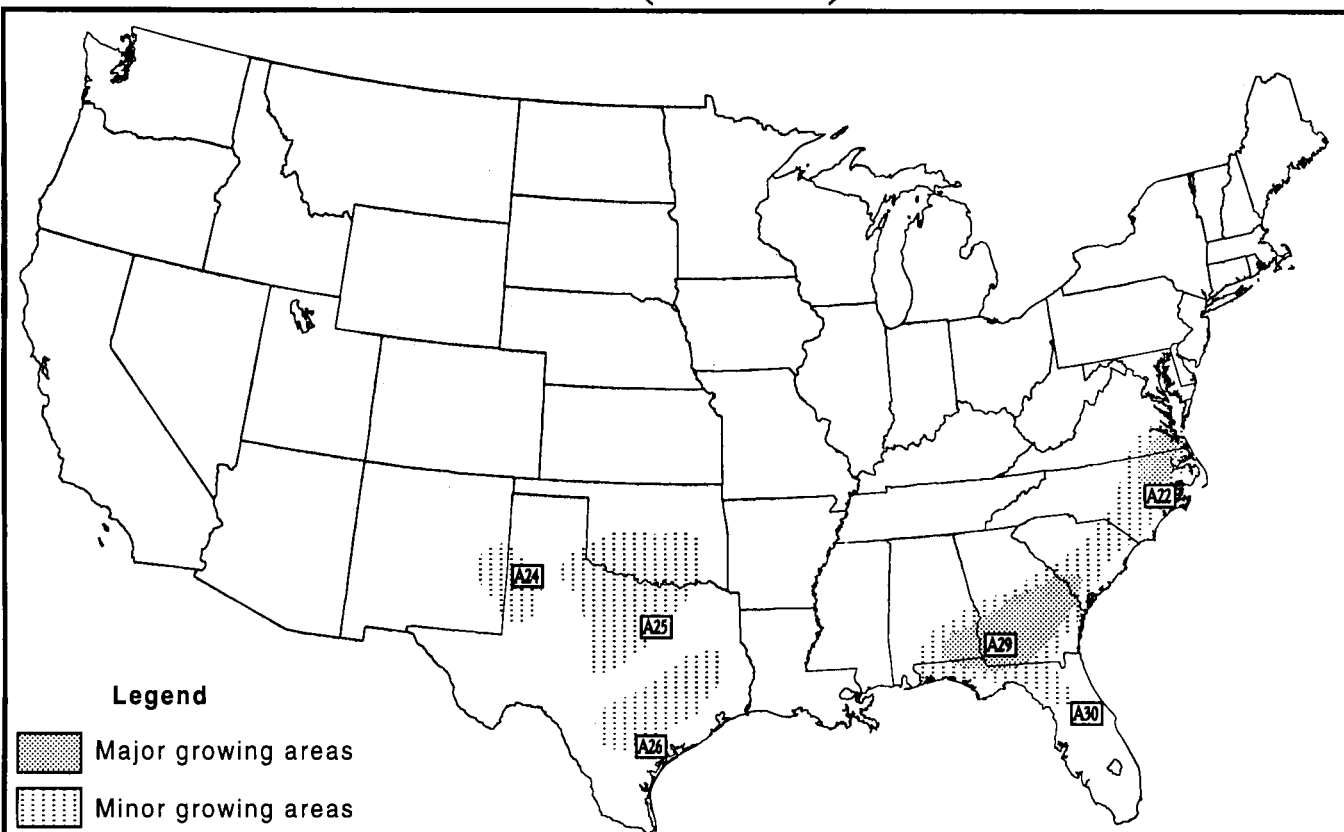 A22
A24
A25
A29
A30
A26
Legend
Major growing areas
Minor growing areas